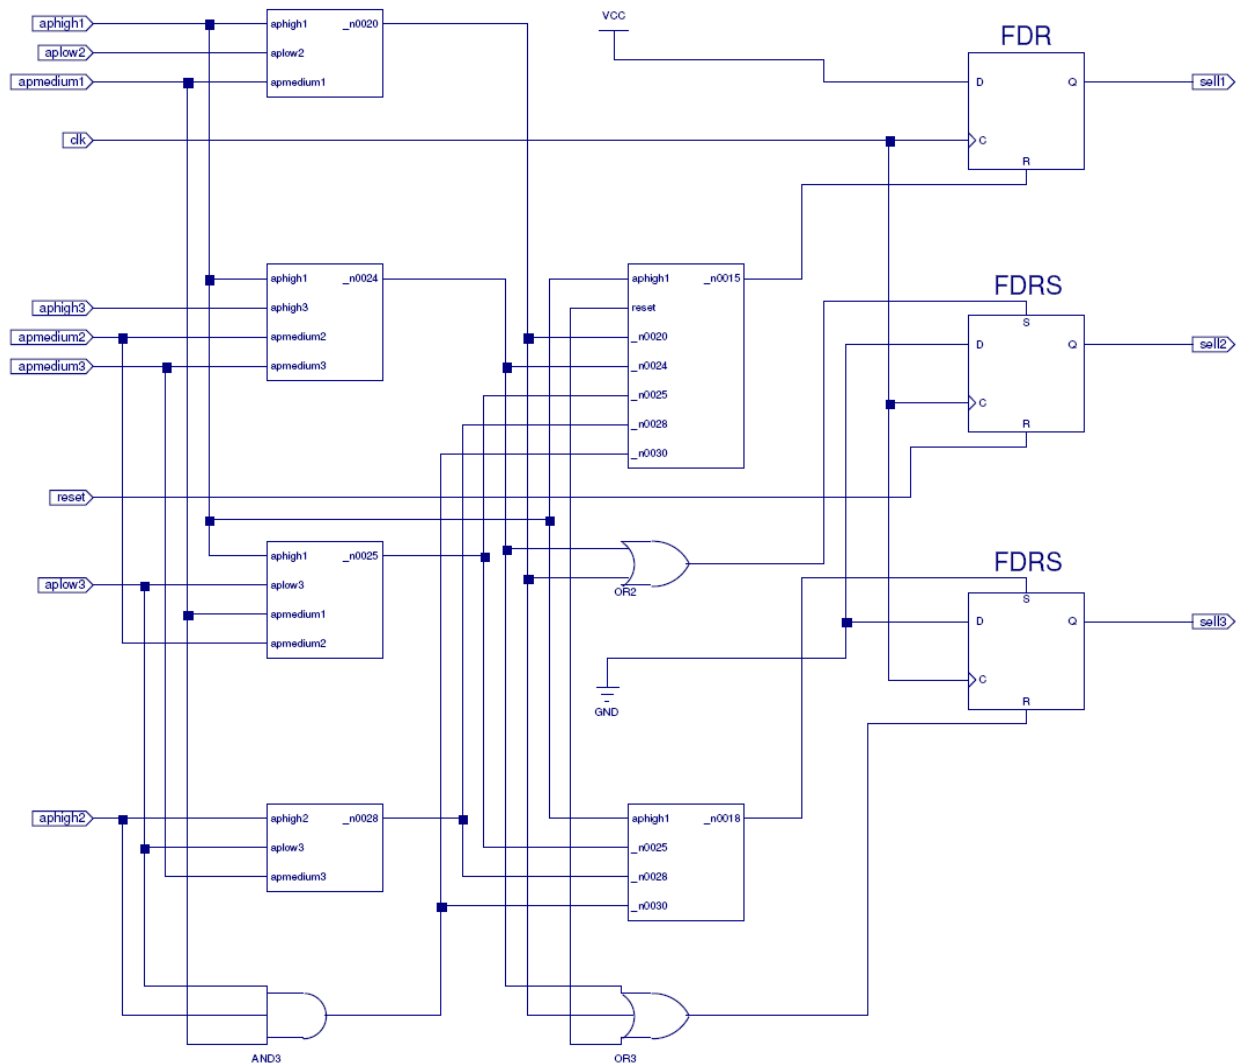 aphigh1
aphigh1 _n0020
VCC
FDR
aplow2
aplow2
apmedium1
apmedium1
D Q
sell1
clk
C
R
aphigh1 _n0024
aphigh1 _n0015
FDRS
aphigh3
aphigh3
reset
S
apmedium2
apmedium2
_n0020
D Q
sell2
apmedium3
apmedium3
_n0024
_n0025
C
_n0028
R
_n0030
reset
aphigh1 _n0025
FDRS
aplow3
aplow3
OR2
S
apmedium1
D Q
sell3
apmedium2
C
GND
R
aphigh2
aphigh2 _n0028
aphigh1 _n0018
aplow3
_n0025
apmedium3
_n0028
_n0030
AND3
OR3